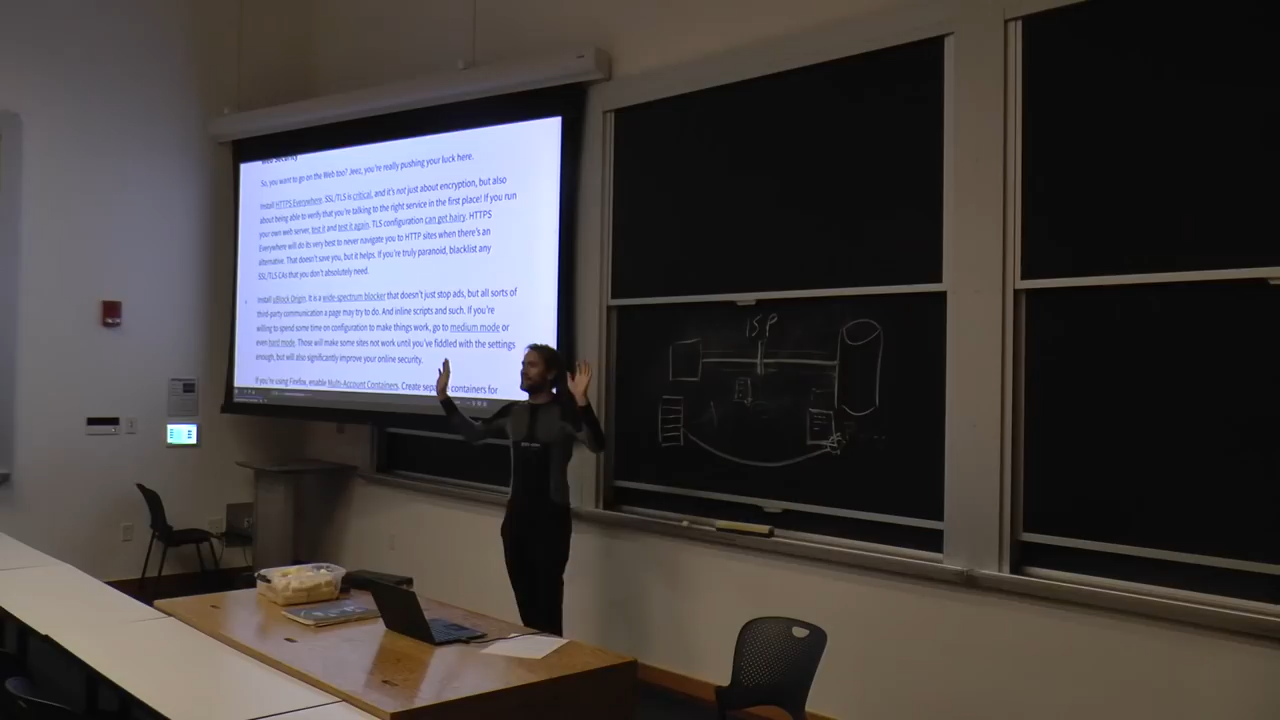 Web Security
So, you want to go on the Web too? Jeez, you're really pushing your luck here.
Install HTTPS Everywhere. SSL/TLS is critical, and it's not just about encryption, but also
about being able to verify that you're talking to the right service in the first place! If you run
your own web server, test it and test it again. TLS configuration can get hairy. HTTPS
Everywhere will do its very best to never navigate you to HTTP sites when there's an
alternative. That doesn't save you, but it helps. If you're truly paranoid, blacklist any
SSL/TLS CAs that you don't absolutely need.
Install uBlock Origin. It is a wide-spectrum blocker that doesn't just stop ads, but all sorts of
third-party communication a page may try to do. And inline scripts and such. If you're
willing to spend some time on configuration to make things work, go to medium mode or
even hard mode. Those will make some sites not work until you've fiddled with the settings
enough, but will also significantly improve your online security.
If you're using Firefox, enable Multi-Account Containers. Create separate containers for
ISP